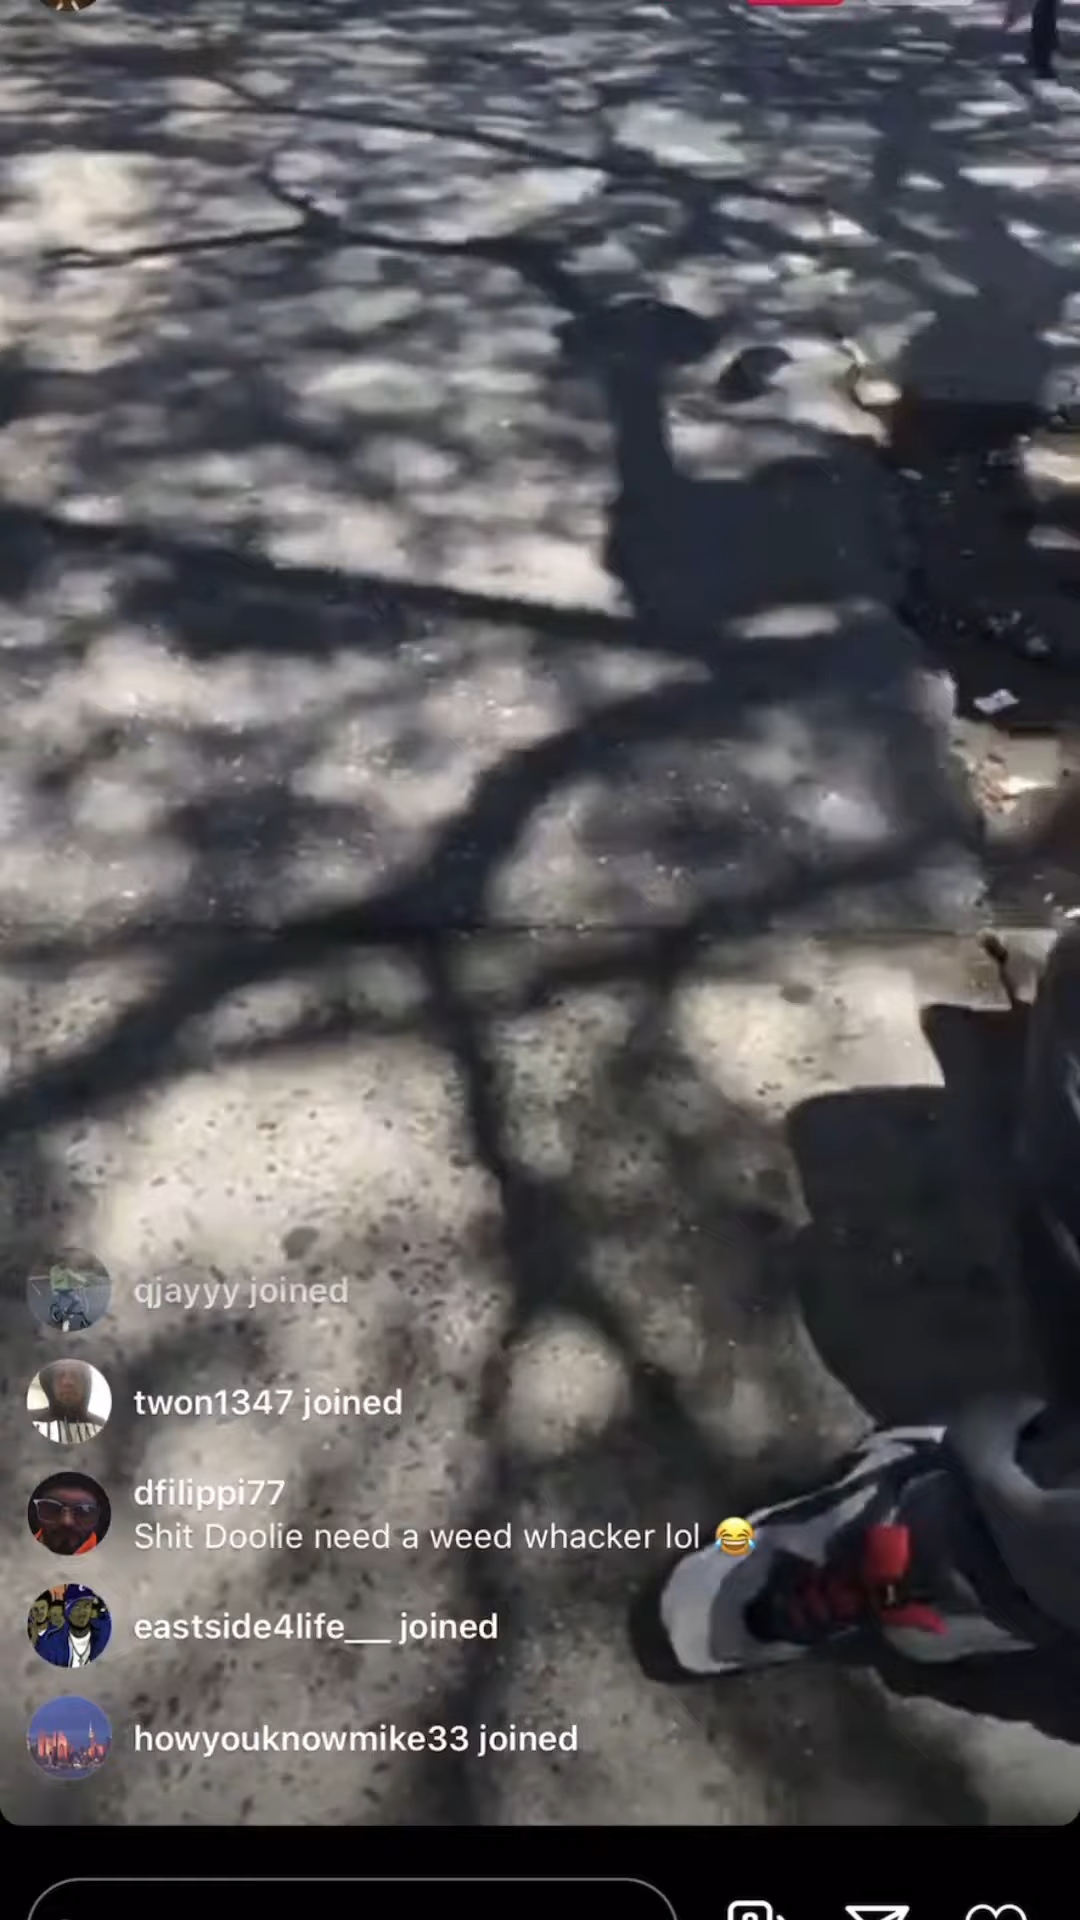 qjayyy joined
twon1347 joined
dfilippi77
Shit Doolie need a weed whacker lol 😂
eastside4life___ joined
howyouknowmike33 joined